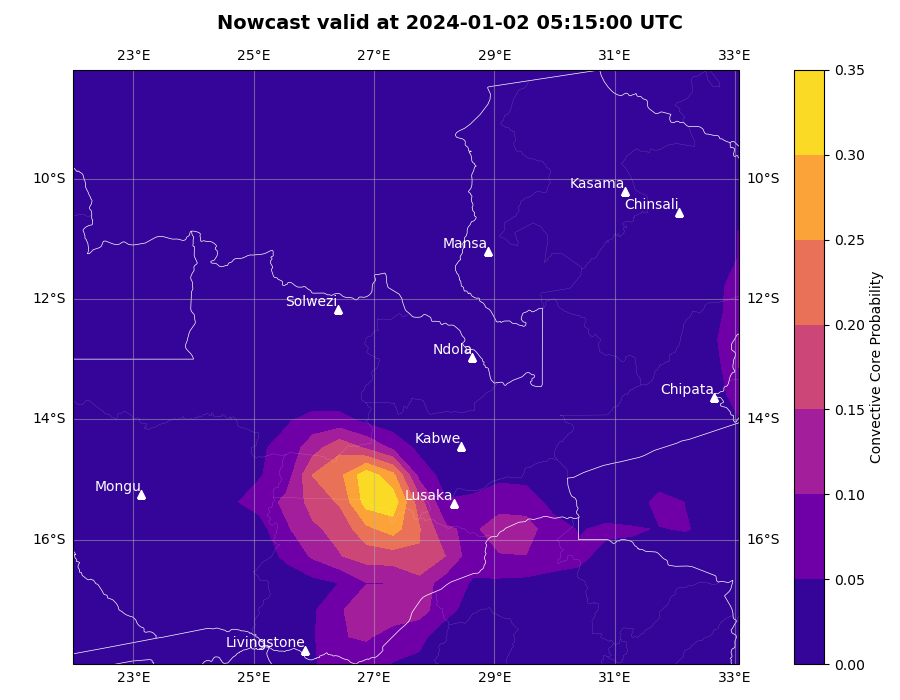 Nowcast valid at 2024-01-02 05:15:00 UTC
23°E 25°E 27°E 29°E 31°E 33°E
0.35
0.30
10°S Kasama 10°S
Chinsali
0.25
Mansa
12°S Solwezi 12°S
0.20
Ndola
Chipata
0.15
14°S 14°S
Kabwe
Convective Core Probability
Mongu Lusaka
0.10
16°S 16°S
0.05
Livingstone
0.00
23°E 25°E 27°E 29°E 31°E 33°E